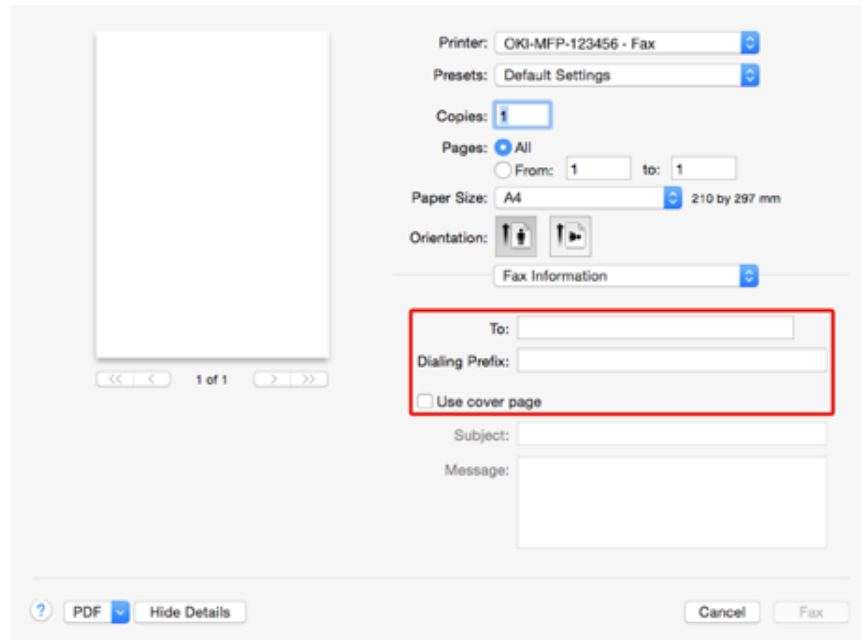 Printer: OKI-MFP-123456 - Fax
Presets: Default Settings
Copies: 1
Pages: All
From: 1 to: 1
Paper Size: A4 210 by 297 mm
Orientation:
Fax Information
To:
Dialing Prefix:
Use cover page
Subject:
Message:
<< < 1 of 1 > >>
? PDF Hide Details Cancel Fax